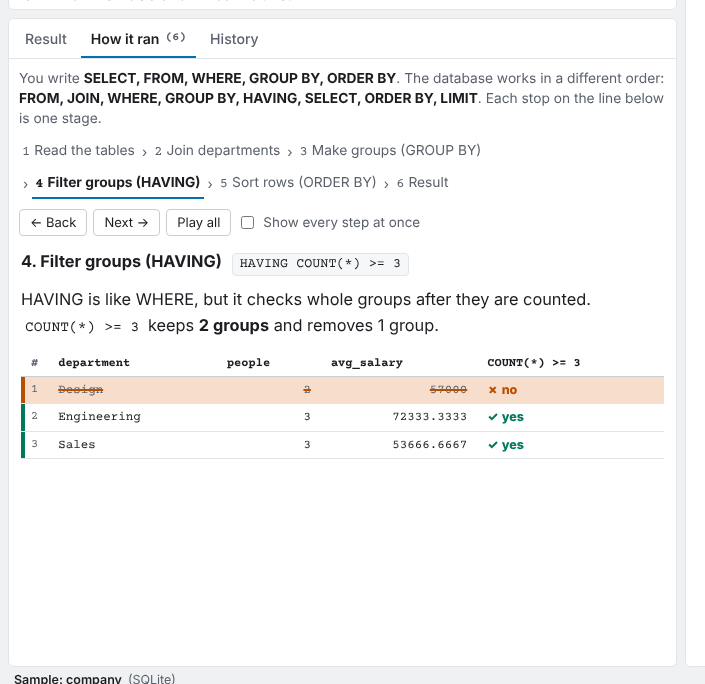 Result How it ran (6) History
You write SELECT, FROM, WHERE, GROUP BY, ORDER BY. The database works in a different order:
FROM, JOIN, WHERE, GROUP BY, HAVING, SELECT, ORDER BY, LIMIT. Each stop on the line below
is one stage.
1 Read the tables › 2 Join departments › 3 Make groups (GROUP BY)
› 4 Filter groups (HAVING) › 5 Sort rows (ORDER BY) › 6 Result
← Back Next → Play all Show every step at once
4. Filter groups (HAVING) HAVING COUNT(*) >= 3
HAVING is like WHERE, but it checks whole groups after they are counted.
COUNT(*) >= 3 keeps 2 groups and removes 1 group.
# department people avg_salary COUNT(*) >= 3
1 Design 2 57000 × no
2 Engineering 3 72333.3333 ✓ yes
3 Sales 3 53666.6667 ✓ yes
Sample: company (SQLite)